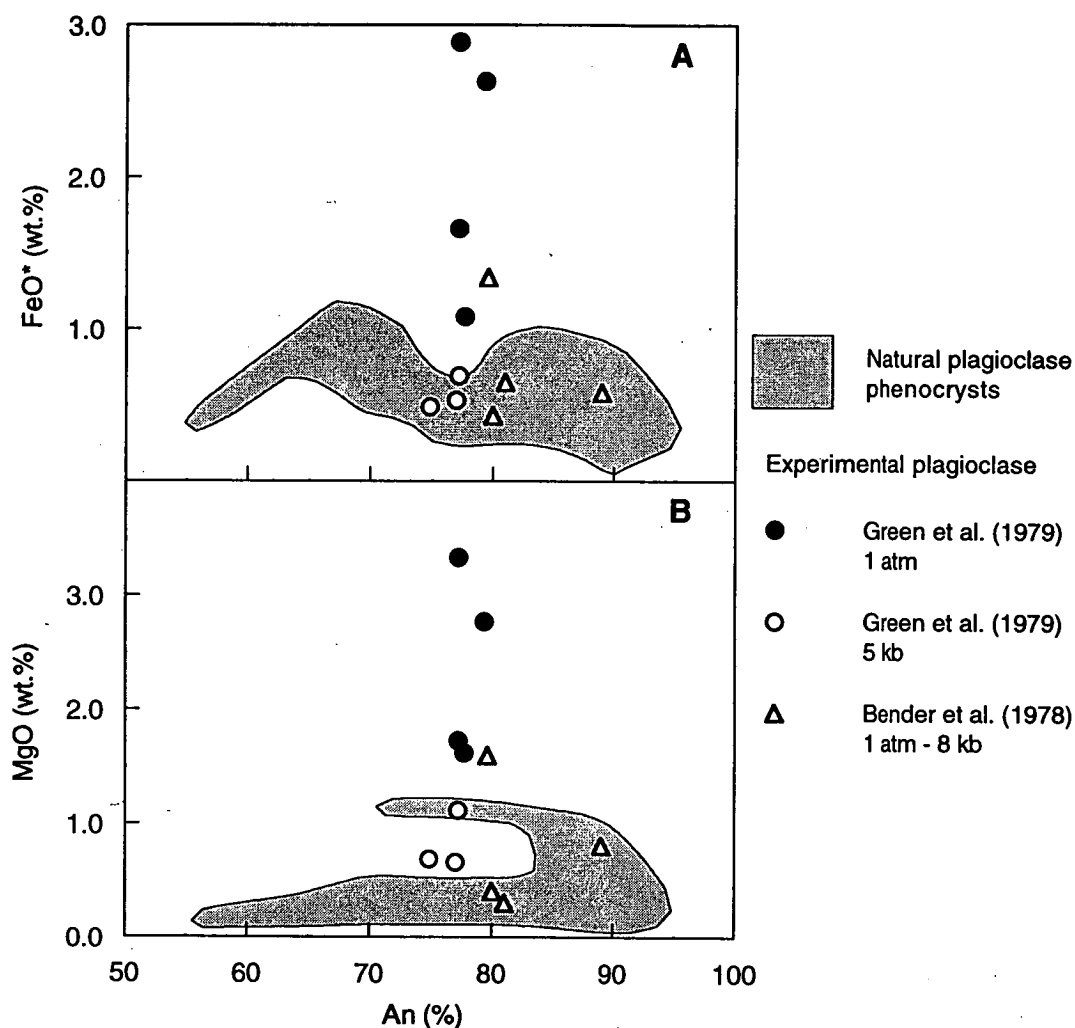 3.0
A
2.0
FeO* (wt.%)
1.0
B
3.0
2.0
MgO (wt.%)
1.0
0.0
50 60 70 80 90 100
An (%)
Natural plagioclase
phenocrysts
Experimental plagioclase
Green et al. (1979)
1 atm
Green et al. (1979)
5 kb
Bender et al. (1978)
1 atm - 8 kb